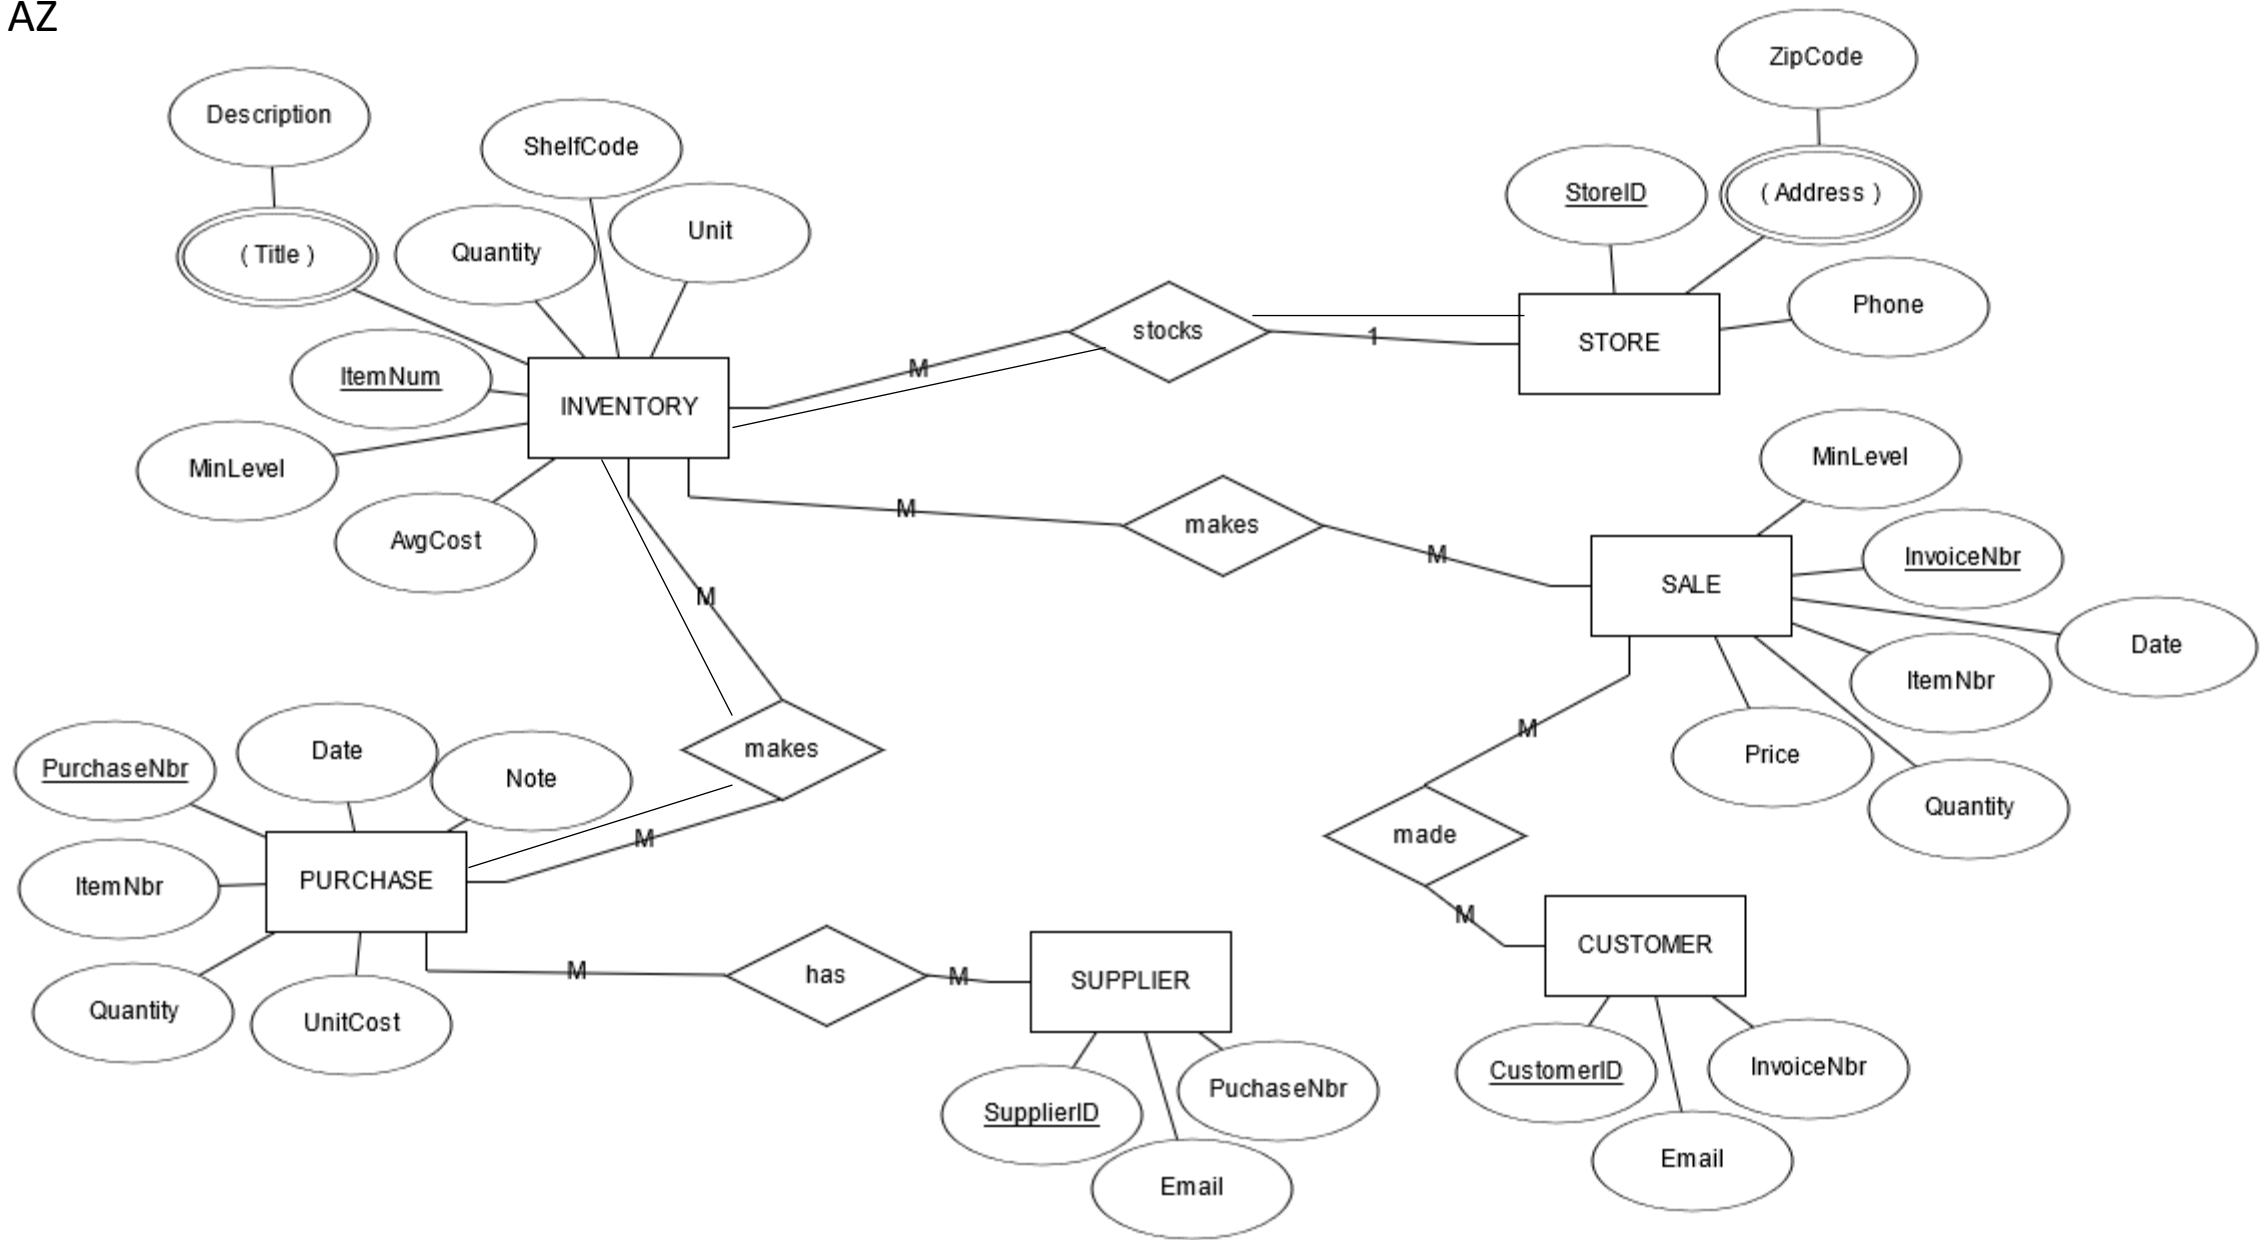 AZ
ZipCode
Description
ShelfCode
StoreID
( Address )
Unit
Quantity
( Title )
Phone
stocks
1
STORE
M
ItemNum
INVENTORY
MinLevel
MinLevel
M
makes
AvgCost
M
InvoiceNbr
SALE
M
Date
ItemNbr
M
Date
makes
Price
PurchaseNbr
Note
Quantity
made
M
PURCHASE
ItemNbr
M
CUSTOMER
M
has
M
SUPPLIER
Quantity
UnitCost
CustomerID
InvoiceNbr
PuchaseNbr
SupplierID
Email
Email